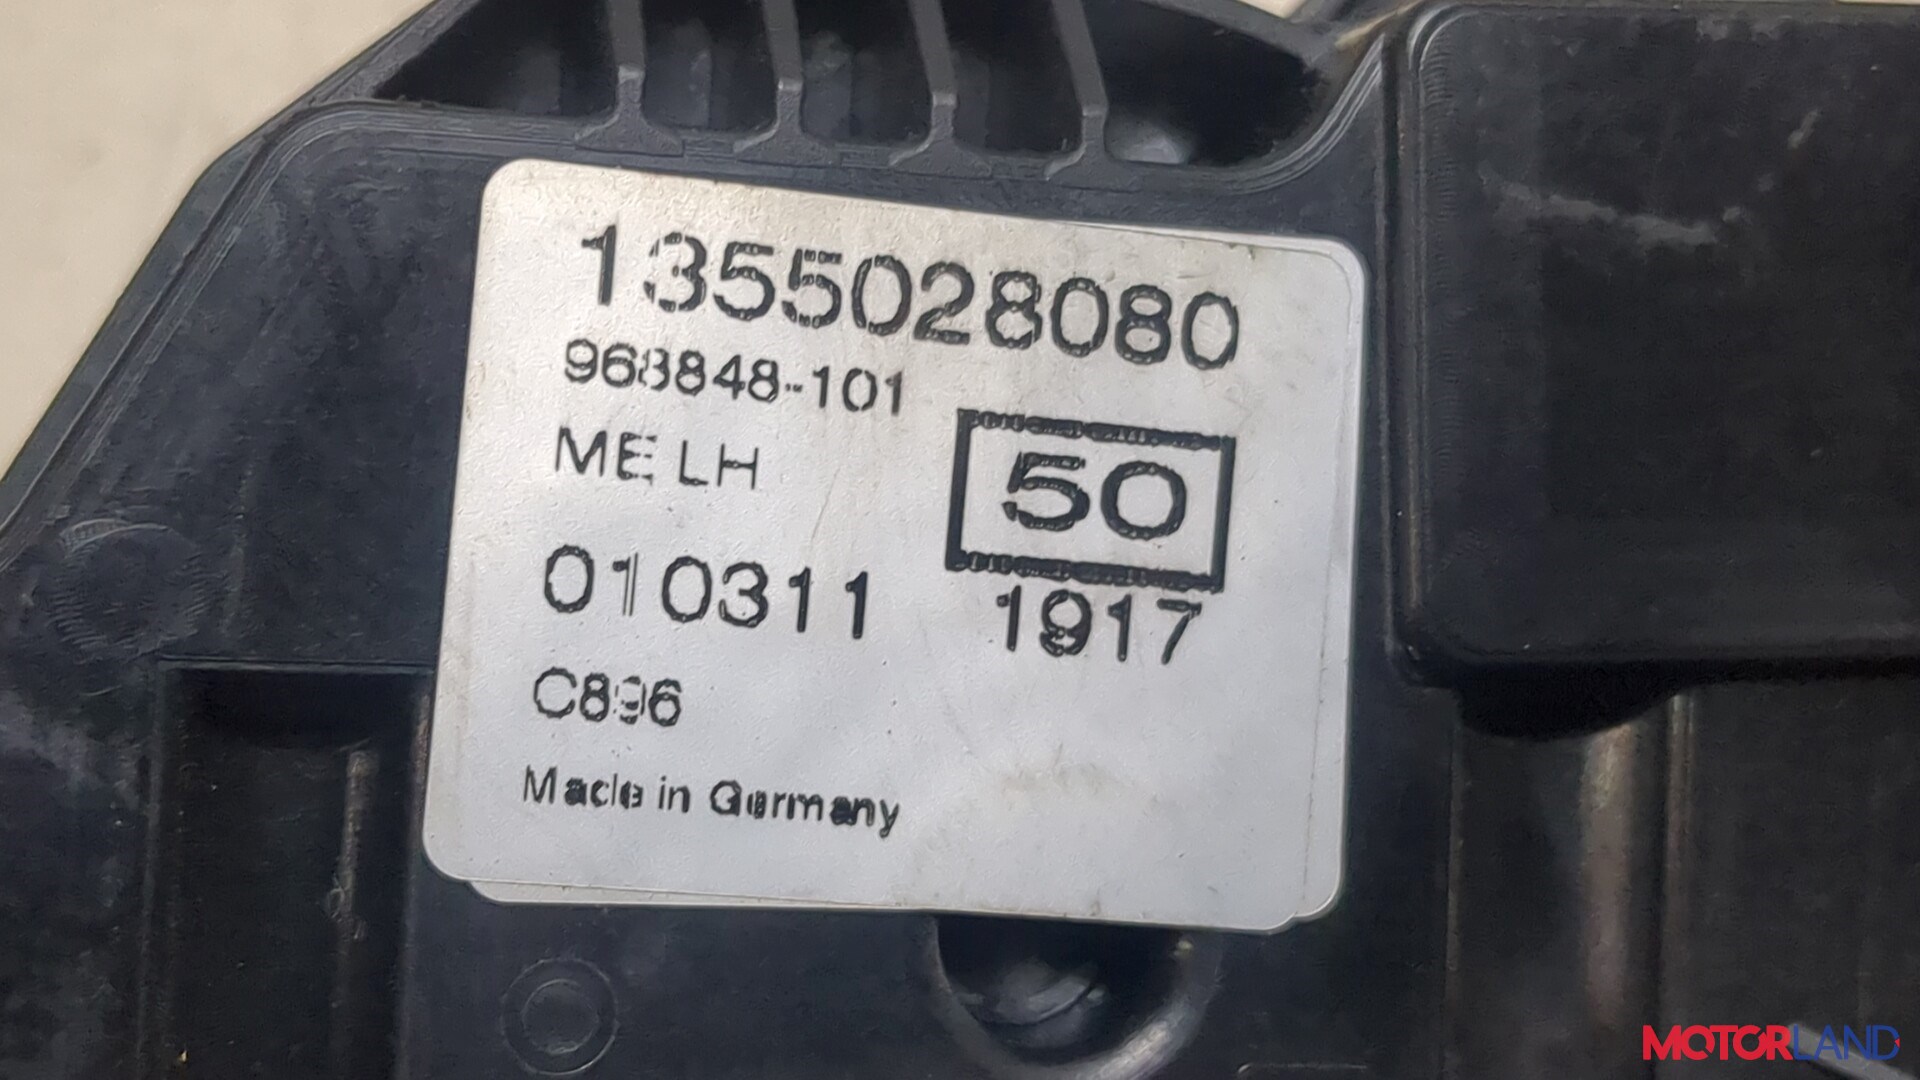 1355028080
968848-101
ME LH
50
010311
1917
C896
Made in Germany
MOTORLAND